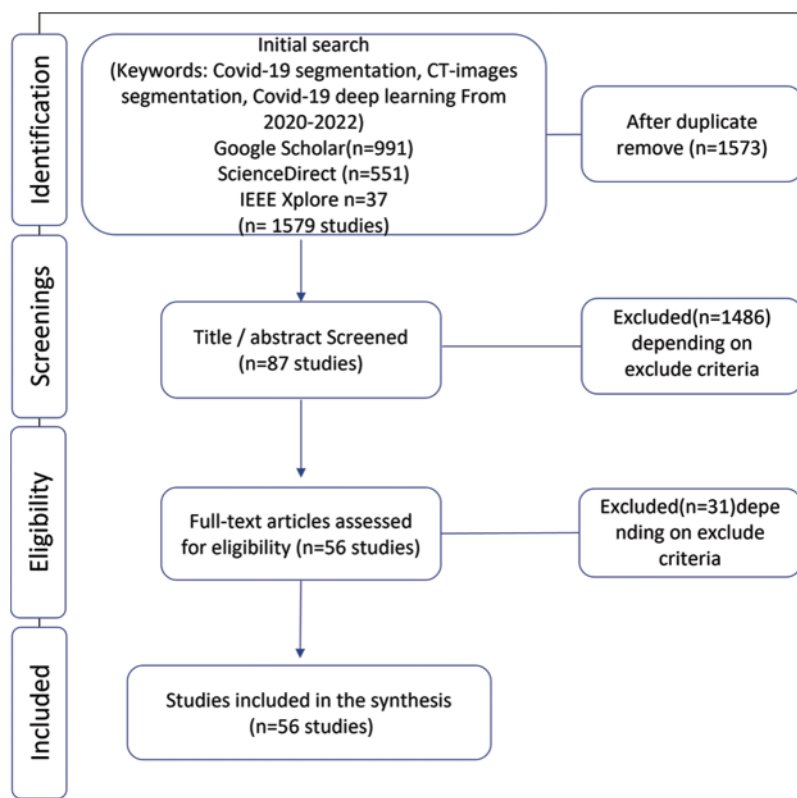 Identification
Initial search
(Keywords: Covid-19 segmentation, CT-images
segmentation, Covid-19 deep learning From
2020-2022)
Google Scholar(n=991)
ScienceDirect (n=551)
IEEE Xplore n=37
(n= 1579 studies)
After duplicate
remove (n=1573)
Screenings
Title / abstract Screened
(n=87 studies)
Excluded(n=1486)
depending on
exclude criteria
Eligibility
Full-text articles assessed
for eligibility (n=56 studies)
Excluded(n=31)depe
nding on exclude
criteria
Included
Studies included in the synthesis
(n=56 studies)